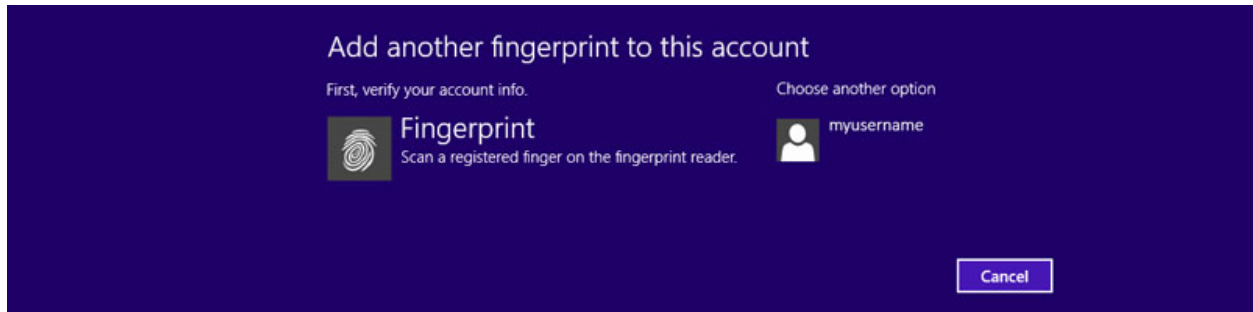 Add another fingerprint to this account
First, verify your account info.
Fingerprint
Scan a registered finger on the fingerprint reader.
Choose another option
myusername
Cancel